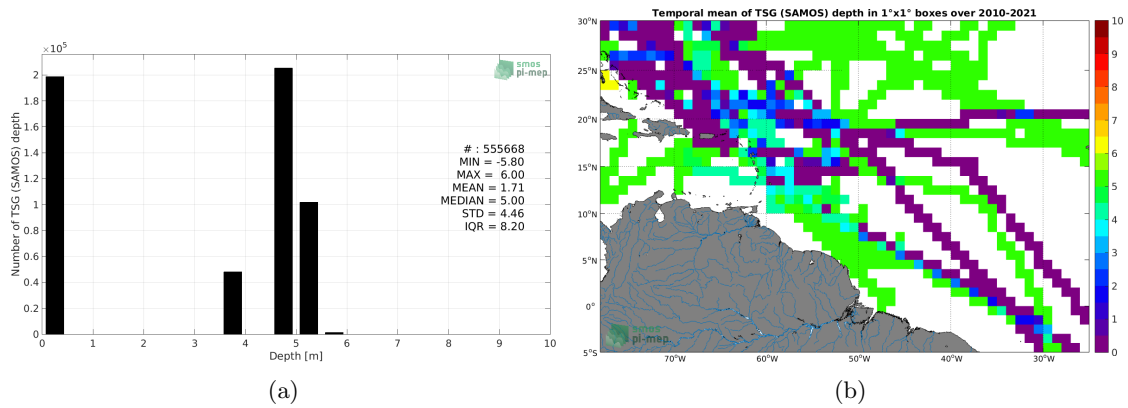 ×10⁵
2
1.8
1.6
1.4
1.2
1
0.8
0.6
0.4
0.2
0
Number of TSG (SAMOS) depth
0 1 2 3 4 5 6 7 8 9 10
Depth [m]
smos
pi-mep
# : 555668
MIN = -5.80
MAX = 6.00
MEAN = 1.71
MEDIAN = 5.00
STD = 4.46
IQR = 8.20
(a)
Temporal mean of TSG (SAMOS) depth in 1°x1° boxes over 2010-2021
30°N
25°N
20°N
15°N
10°N
5°N
0°
5°S
70°W 60°W 50°W 40°W 30°W
smos
pi-mep
10
9
8
7
6
5
4
3
2
1
0
(b)